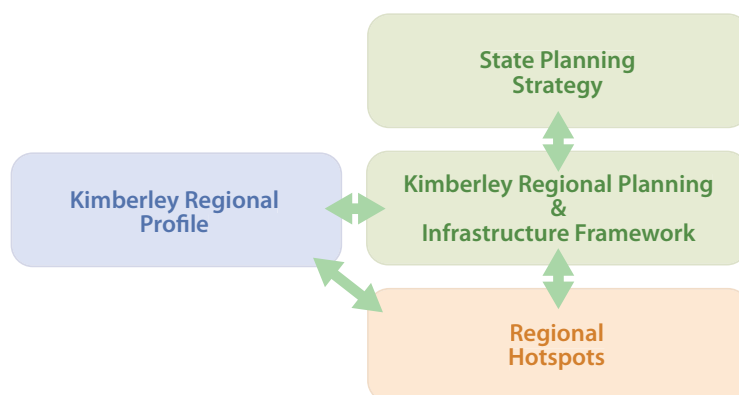 State Planning
Strategy
Kimberley Regional
Profile
Kimberley Regional Planning
&
Infrastructure Framework
Regional
Hotspots